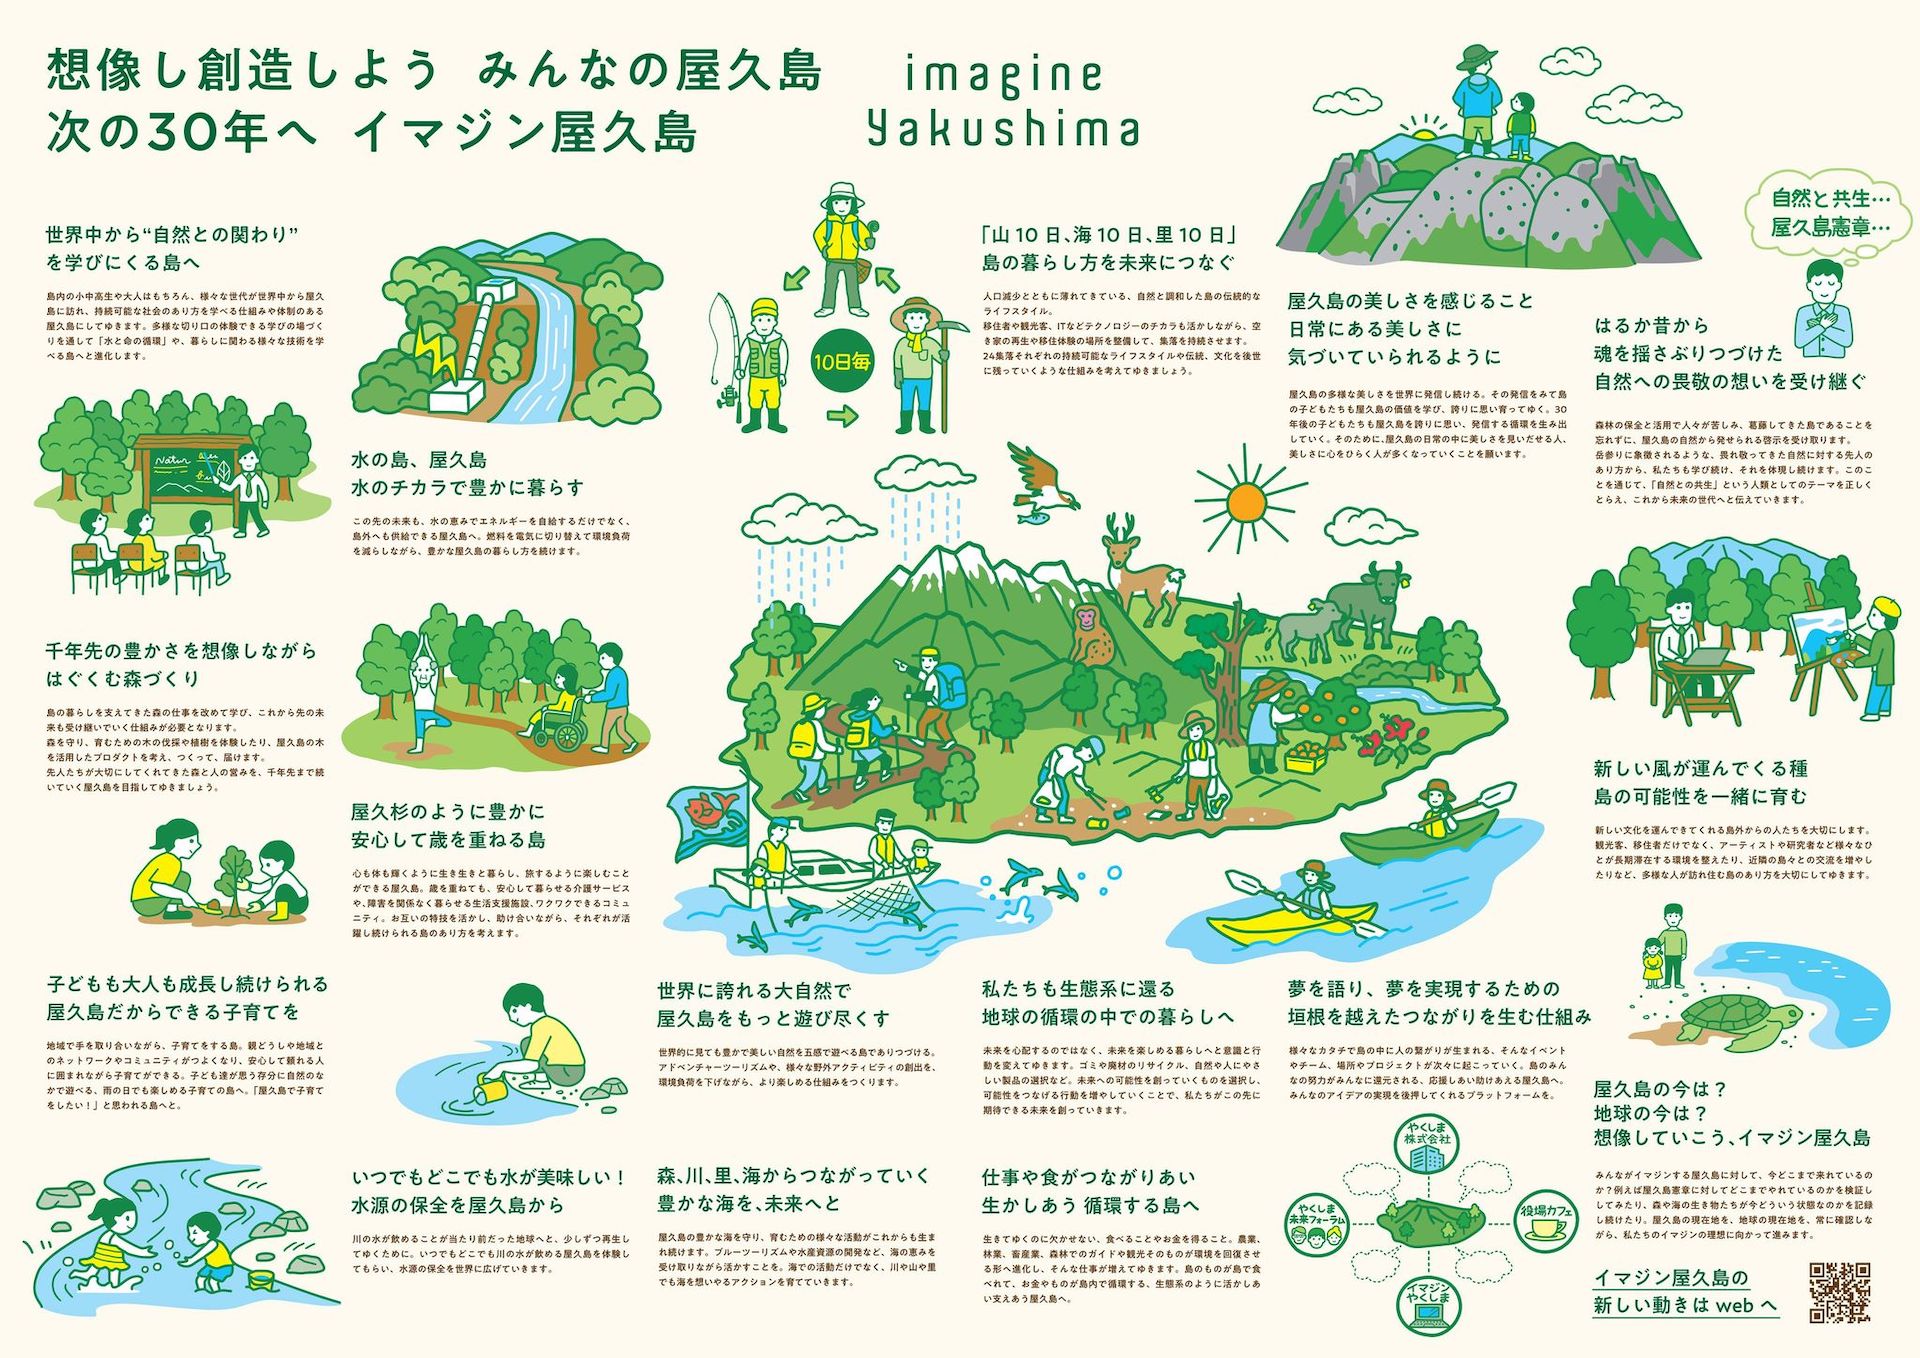 想像し創造しよう みんなの屋久島
次の30年へ イマジン屋久島
imagine
Yakushima
世界中から“自然との関わり”
を学びにくる島へ
島内の小中高生や大人はもちろん、様々な世代が世界中から屋久
島に訪れ、持続可能な社会のあり方を学べる仕組みや体制のある
屋久島にしてゆきます。多様な切り口の体験できる学びの場づく
りを通して「水と命の循環」や、暮らしに関わる様々な技術を学
べる島へと進化します。
Natur
千年先の豊かさを想像しながら
はぐくむ森づくり
島の暮らしを支えてきた森の仕事を改めて学び、これから先の未
来も受け継いでいく仕組みが必要となります。
森を守り、育むための木の伐採や植樹を体験したり、屋久島の木
を活用したプロダクトを考え、つくって、届けます。
先人たちが大切にしてくれてきた森と人の営みを、千年先まで続
いていく屋久島を目指してゆきましょう。
子どもも大人も成長し続けられる
屋久島だからできる子育てを
地域で手を取り合いながら、子育てをする島。親どうしや地域と
のネットワークやコミュニティがつよくなり、安心して頼れる人
に囲まれながら子育てができる。子ども達が思う存分に自然のな
かで遊べる、雨の日でも楽しめる子育ての島へ。「屋久島で子育て
をしたい！」と思われる島へと。
水の島、屋久島
水のチカラで豊かに暮らす
この先の未来も、水の恵みでエネルギーを自給するだけでなく、
島外へも供給できる屋久島へ。燃料を電気に切り替えて環境負荷
を減らしながら、豊かな屋久島の暮らし方を続けます。
屋久杉のように豊かに
安心して歳を重ねる島
心も体も輝くように生き生きと暮らし、旅するように楽しむこと
ができる屋久島。歳を重ねても、安心して暮らせる介護サービス
や、障害を関係なく暮らせる生活支援施設、ワクワクできるコミュ
ニティ。お互いの特技を活かし、助け合いながら、それぞれが活
躍し続けられる島のあり方を考えます。
いつでもどこでも水が美味しい！
水源の保全を屋久島から
川の水が飲めることが当たり前だった地球へと、少しずつ再生し
てゆくために。いつでもどこでも川の水が飲める屋久島を体験し
てもらい、水源の保全を世界に広げていきます。
10日毎
「山10日、海10日、里10日」
島の暮らし方を未来につなぐ
人口減少とともに薄れてきている、自然と調和した島の伝統的な
ライフスタイル。
移住者や観光客、ITなどテクノロジーのチカラも活かしながら、空
き家の再生や移住体験の場所を整備して、集落を持続させます。
24集落それぞれの持続可能なライフスタイルや伝統、文化を後世
に残っていくような仕組みを考えてゆきましょう。
世界に誇れる大自然で
屋久島をもっと遊び尽くす
世界的に見ても豊かで美しい自然を五感で遊べる島でありつづける。
アドベンチャーツーリズムや、様々な野外アクティビティの創出を、
環境負荷を下げながら、より楽しめる仕組みをつくります。
森、川、里、海からつながっていく
豊かな海を、未来へと
屋久島の豊かな海を守り、育むための様々な活動がこれからも生ま
れ続けます。ブルーツーリズムや水産資源の開発など、海の恵みを
受け取りながら活かすことを。海での活動だけでなく、川や山や里
でも海を想いやるアクションを育てていきます。
私たちも生態系に還る
地球の循環の中での暮らしへ
未来を心配するのではなく、未来を楽しめる暮らしへと意識と行
動を変えてゆきます。ゴミや廃材のリサイクル、自然や人にやさ
しい製品の選択など。未来への可能性を創っていくものを選択し、
可能性をつなげる行動を増やしていくことで、私たちがこの先に
期待できる未来を創っていきます。
仕事や食がつながりあい
生かしあう 循環する島へ
生きてゆくのに欠かせない、食べることやお金を得ること。農業、
林業、畜産業、森林でのガイドや観光そのものが環境を回復させ
る形へ進化し、そんな仕事が増えてゆきます。島のものが島で食
べれて、お金やものが島内で循環する、生態系のように活かしあ
い支えあう屋久島へ。
屋久島の美しさを感じること
日常にある美しさに
気づいていられるように
屋久島の多様な美しさを世界に発信し続ける。その発信をみて島
の子どもたちも屋久島の価値を学び、誇りに思い育ってゆく。30
年後の子どもたちも屋久島を誇りに思い、発信する循環を生み出
していく。そのために、屋久島の日常の中に美しさを見いだせる人、
美しさに心をひらく人が多くなっていくことを願います。
夢を語り、夢を実現するための
垣根を越えたつながりを生む仕組み
様々なカタチで島の中に人の繋がりが生まれる、そんなイベント
やチーム、場所やプロジェクトが次々に起こっていく。島のみん
なの努力がみんなに還元される、応援しあい助けあえる屋久島へ。
みんなのアイデアの実現を後押してくれるプラットフォームを。
やくしま
株式会社
やくしま
未来フォーラム
役場カフェ
イマジン
やくしま
自然と共生…
屋久島憲章…
はるか昔から
魂を揺さぶりつづけた
自然への畏敬の想いを受け継ぐ
森林の保全と活用で人々が苦しみ、葛藤してきた島であることを
忘れずに、屋久島の自然から発せられる啓示を受け取ります。
岳参りに象徴されるような、畏れ敬ってきた自然に対する先人の
あり方から、私たちも学び続け、それを体現し続けます。このこ
とを通じて、「自然との共生」という人類としてのテーマを正しく
とらえ、これから未来の世代へと伝えていきます。
新しい風が運んでくる種
島の可能性を一緒に育む
新しい文化を運んできてくれる島外からの人たちを大切にします。
観光客、移住者だけでなく、アーティストや研究者など様々なひ
とが長期滞在する環境を整えたり、近隣の島々との交流を増やし
たりなど、多様な人が訪れ住む島のあり方を大切にしてゆきます。
屋久島の今は？
地球の今は？
想像していこう、イマジン屋久島
みんながイマジンする屋久島に対して、今どこまで来れているの
か？例えば屋久島憲章に対してどこまでやれているのかを検証し
してみたり、森や海の生き物たちが今どういう状態なのかを記録
し続けたり。屋久島の現在地を、地球の現在地を、常に確認しな
がら、私たちのイマジンの理想に向かって進みます。
イマジン屋久島の
新しい動きは web へ